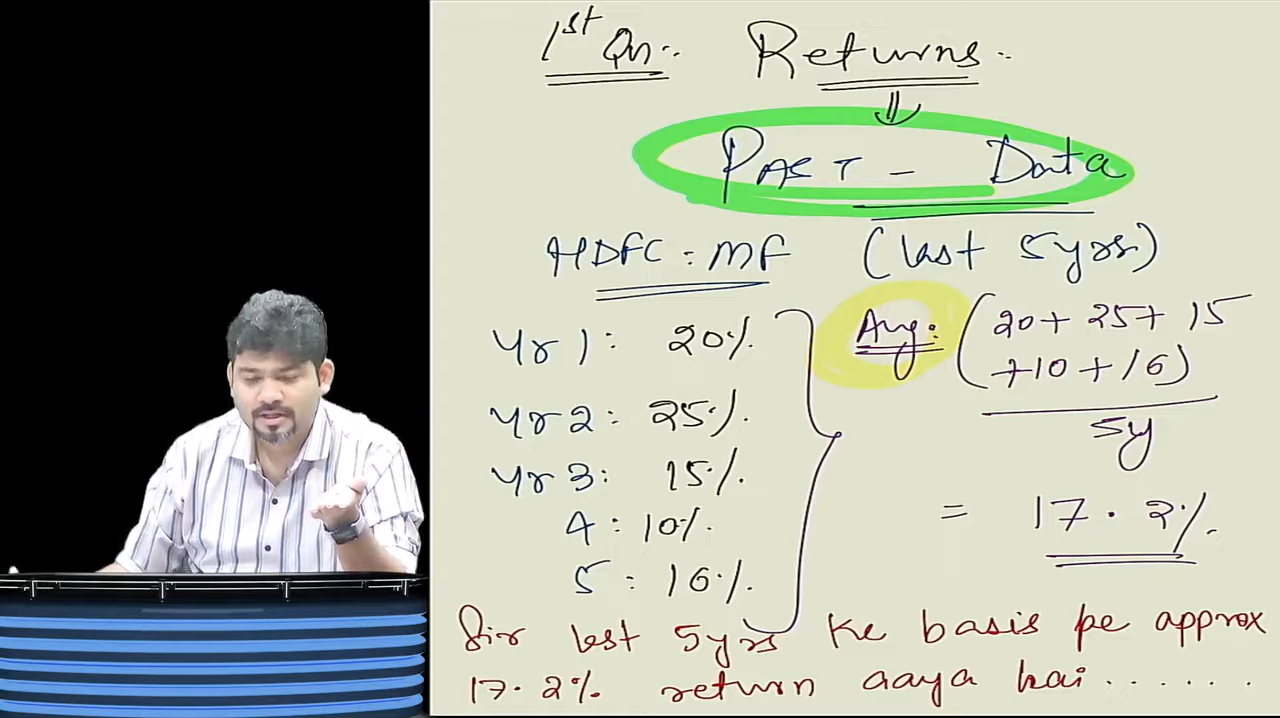 1st Qn:- Returns:-
⇓
PAST - Data
HDFC : MF (last 5yrs)
Yr 1 : 20%
Yr 2 : 25%
Yr 3 : 15%
4 : 10%
5 : 16%
Avg: (20+ 25+ 15
+10+16)
5y
= 17.2%
Sir last 5yrs ke basis pe approx
17.2% return aaya hai ......